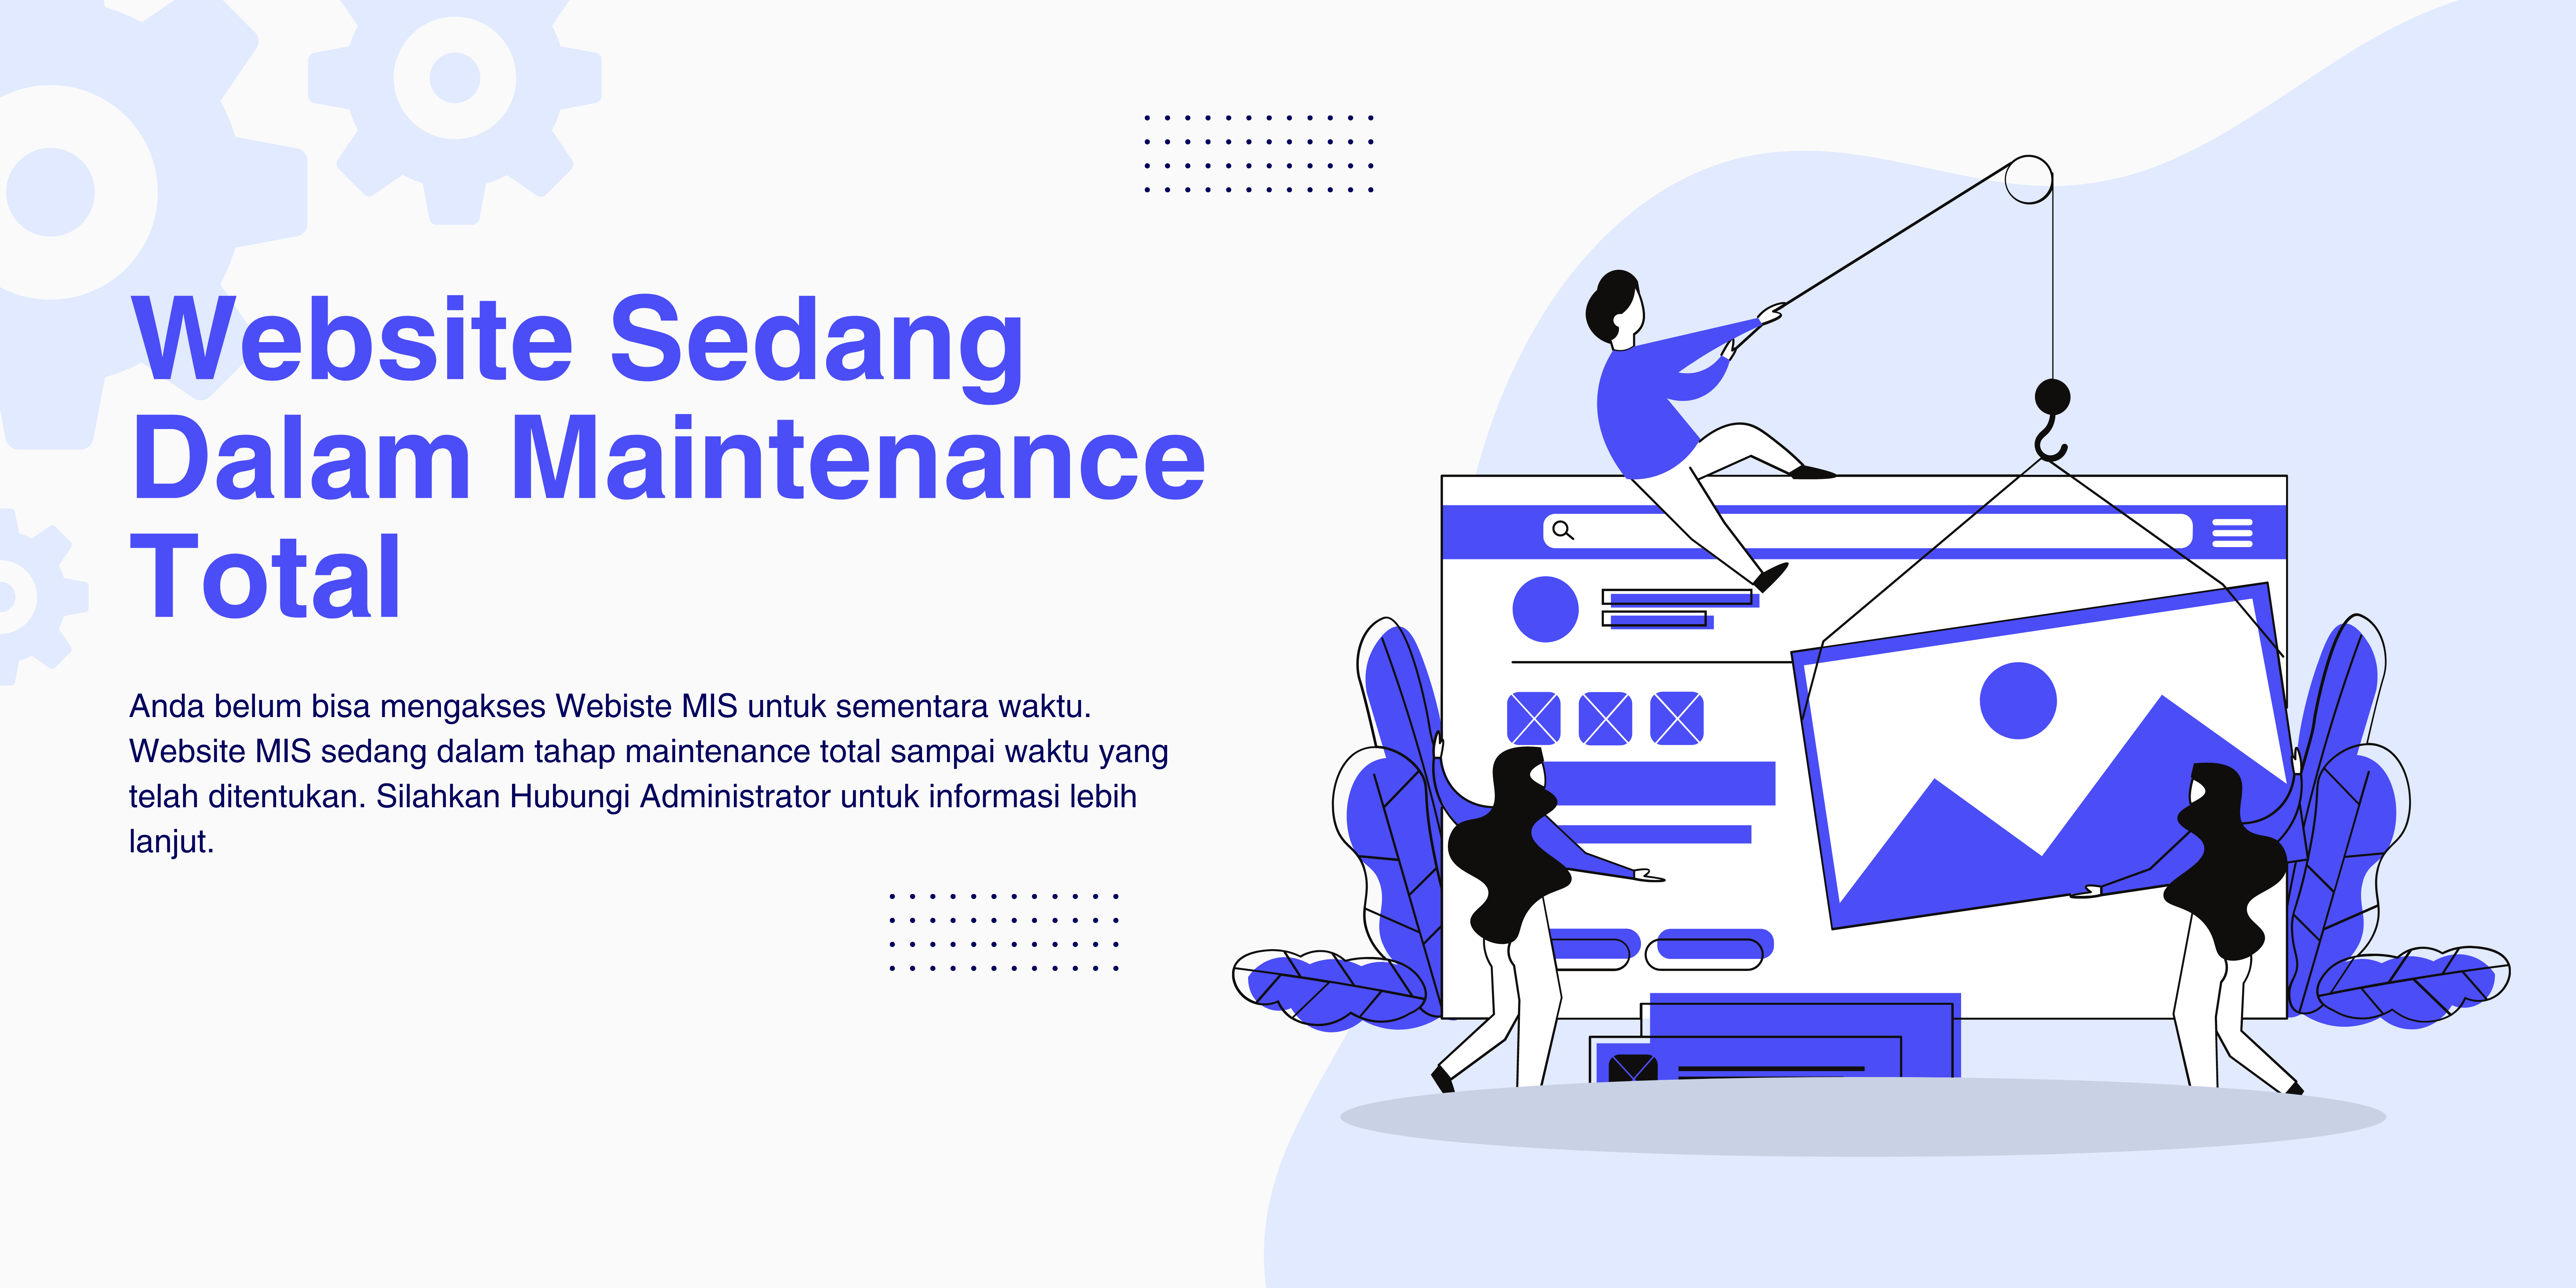 Website Sedang
Dalam Maintenance
Total
Anda belum bisa mengakses Webiste MIS untuk sementara waktu.
Website MIS sedang dalam tahap maintenance total sampai waktu yang
telah ditentukan. Silahkan Hubungi Administrator untuk informasi lebih
lanjut.